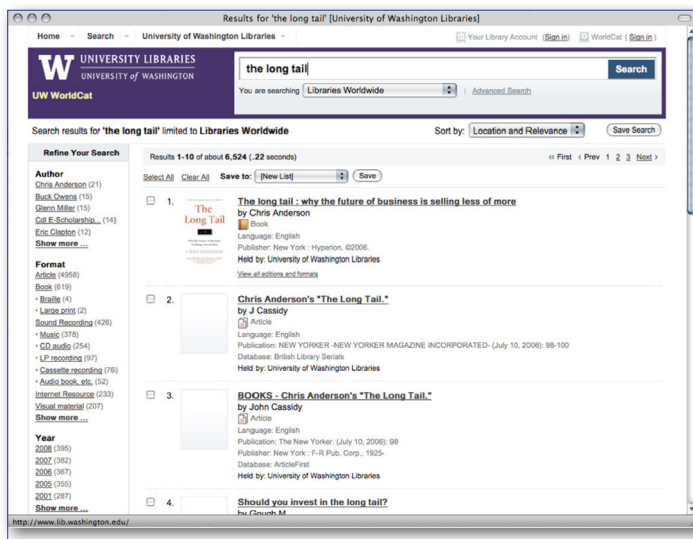 Results for 'the long tail' [University of Washington Libraries]
Home Search University of Washington Libraries Your Library Account (Sign in) WorldCat (Sign in)
W UNIVERSITY LIBRARIES
UNIVERSITY of WASHINGTON
UW WorldCat
the long tail Search
You are searching Libraries Worldwide | Advanced Search
Search results for 'the long tail' limited to Libraries Worldwide Sort by: Location and Relevance Save Search
Refine Your Search
Author
Chris Anderson (21)
Buck Owens (15)
Glenn Miller (15)
Cdl E-Scholarship... (14)
Eric Clapton (12)
Show more ...
Format
Article (4958)
Book (619)
• Braille (4)
• Large print (2)
Sound Recording (426)
• Music (378)
• CD audio (254)
• LP recording (97)
• Cassette recording (76)
• Audio book, etc. (52)
Internet Resource (233)
Visual material (207)
Show more ...
Year
2008 (395)
2007 (382)
2006 (367)
2005 (355)
2001 (287)
Show more ...
Results 1-10 of about 6,524 (.22 seconds) << First < Prev 1 2 3 Next >
Select All Clear All Save to: [New List] Save
1. The long tail : why the future of business is selling less of more
The
Long Tail
by Chris Anderson
Book
Language: English
Publisher: New York : Hyperion, ©2006.
Held by: University of Washington Libraries
View all editions and formats
2. Chris Anderson's "The Long Tail."
by J Cassidy
Article
Language: English
Publication: NEW YORKER -NEW YORKER MAGAZINE INCORPORATED- (July 10, 2006): 98-100
Database: British Library Serials
Held by: University of Washington Libraries
3. BOOKS - Chris Anderson's "The Long Tail."
by John Cassidy
Article
Language: English
Publication: The New Yorker. (July 10, 2006): 98
Publisher: New York : F-R Pub. Corp., 1925-
Database: ArticleFirst
Held by: University of Washington Libraries
4. Should you invest in the long tail?
by Gough M
http://www.lib.washington.edu/